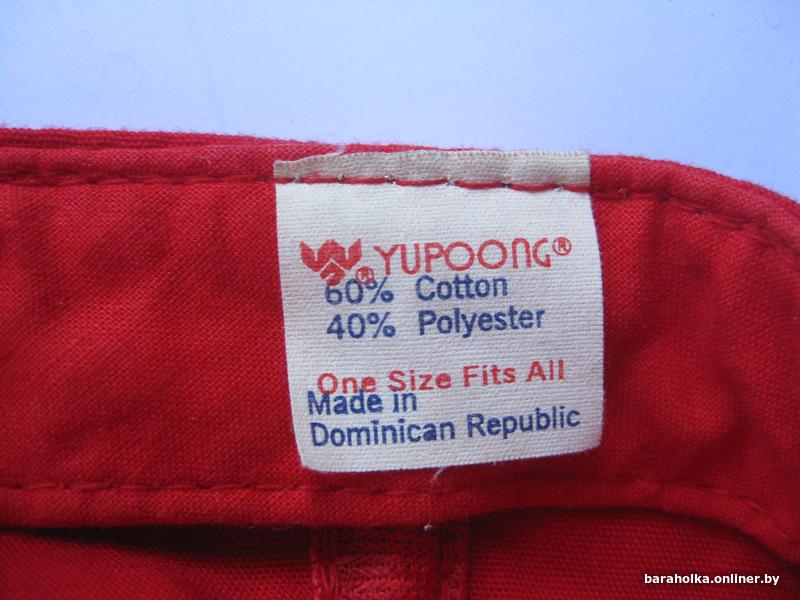 YUPOONG®
®
60% Cotton
40% Polyester
One Size Fits All
Made in
Dominican Republic
baraholka.onliner.by